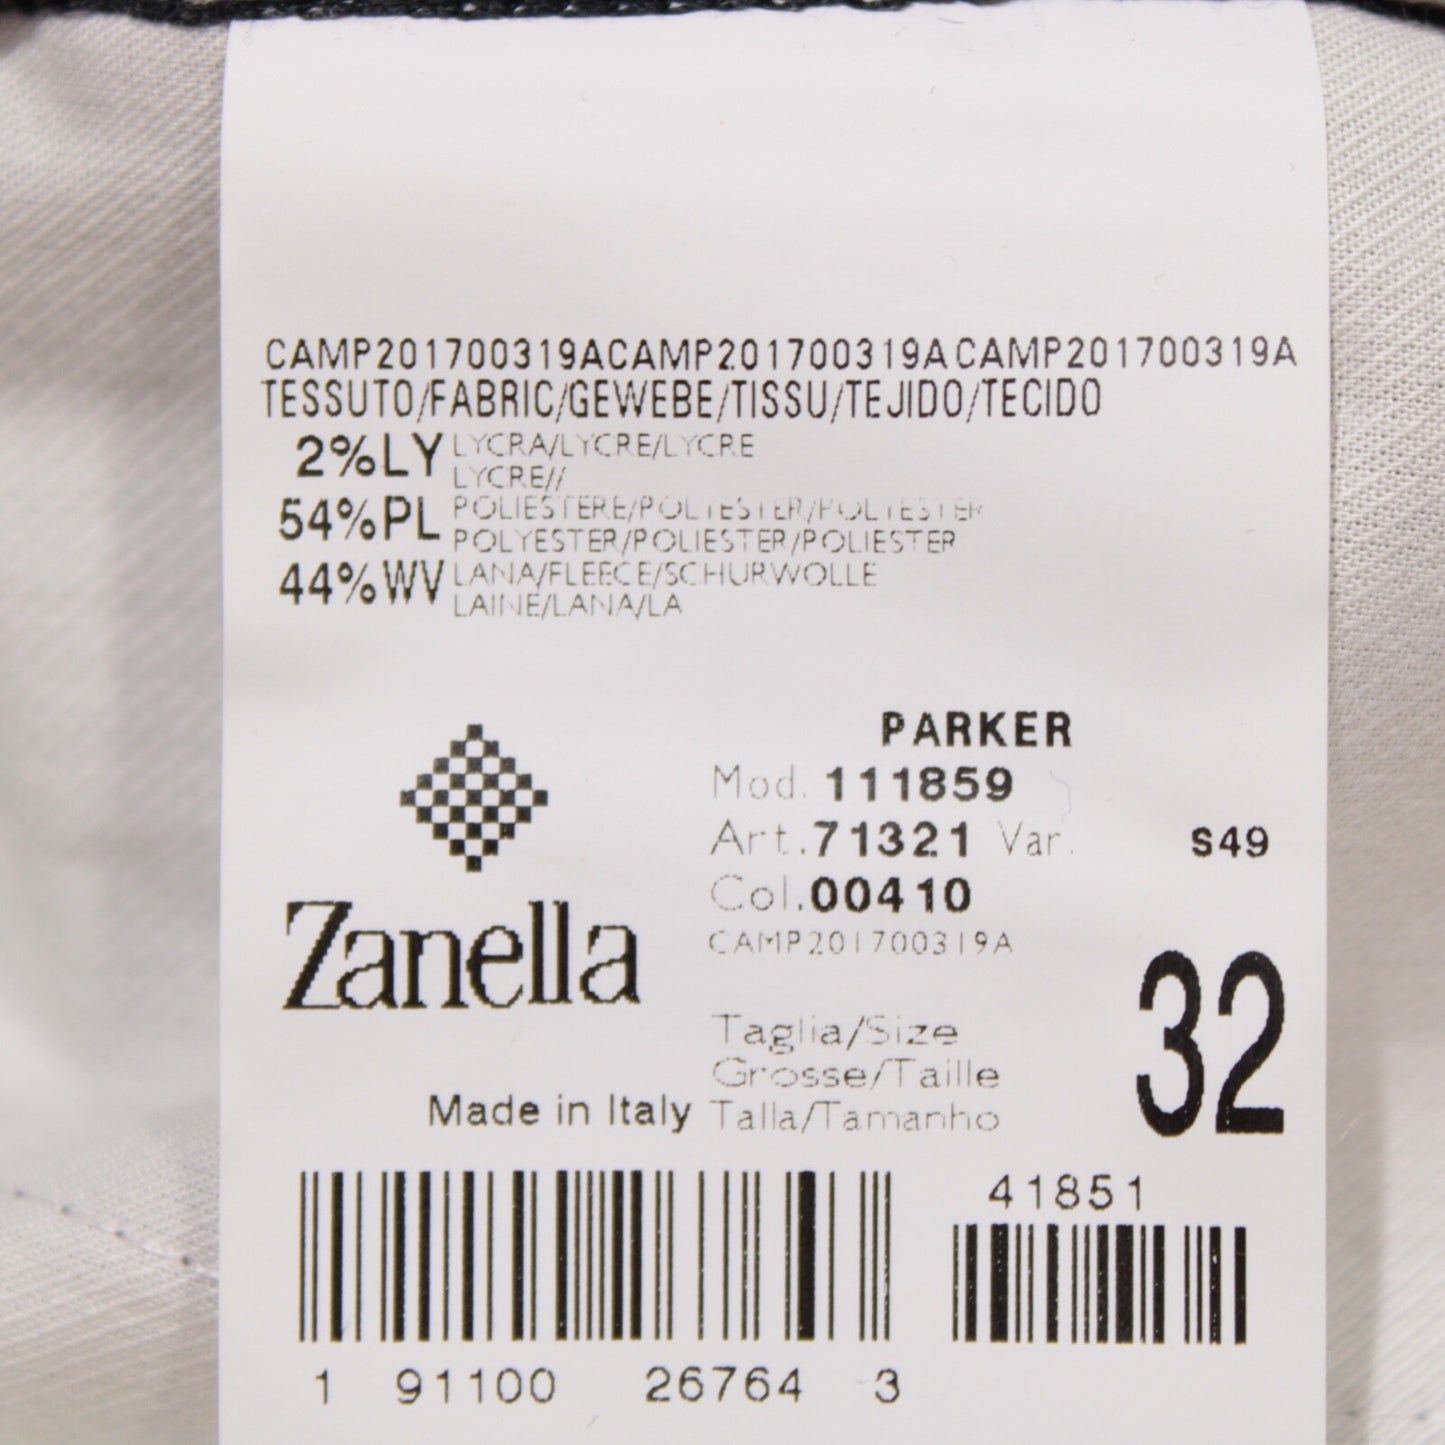 CAMP201700319ACAMP201700319ACAMP201700319A
TESSUTO/FABRIC/GEWEBE/TISSU/TEJIDO/TECIDO
2%LY LYCRA/LYCRE/LYCRE
LYCRE//
54%PL POLIESTERE/POLIESTER/POLIESTER
POLYESTER/POLIESTER/POLIESTER
44%WV LANA/FLEECE/SCHURWOLLE
LAINE/LANA/LA
PARKER
Mod. 111859
Art. 71321 Var. S49
Col. 00410
CAMP201700319A
Zanella
32
Taglia/Size
Grosse/Taille
Talla/Tamanho
Made in Italy
41851
1 91100 26764 3